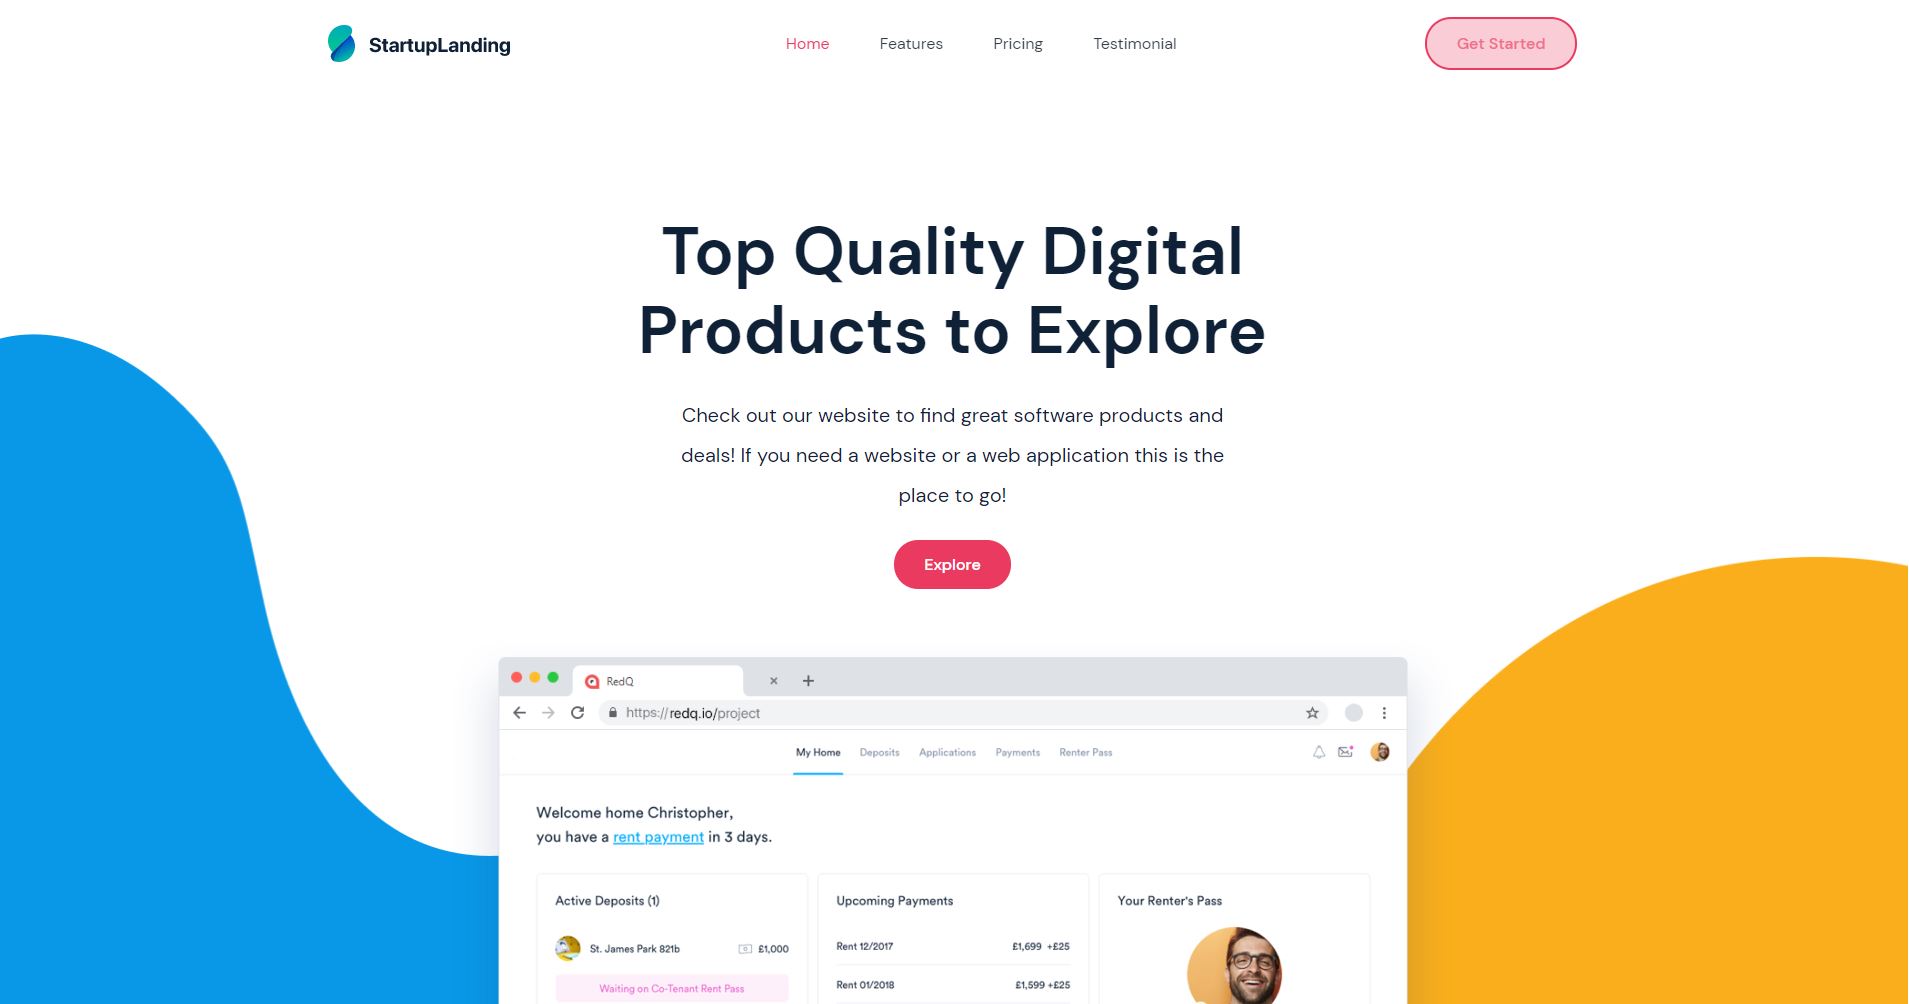 StartupLanding
Home
Features
Pricing
Testimonial
Get Started
Top Quality Digital
Products to Explore
Check out our website to find great software products and
deals! If you need a website or a web application this is the
place to go!
Explore
RedQ
https://redq.io/project
My Home
Deposits
Applications
Payments
Renter Pass
Welcome home Christopher,
you have a rent payment in 3 days.
Active Deposits (1)
St. James Park 821b £1,000
Waiting on Co-Tenant Rent Pass
Upcoming Payments
Rent 12/2017 £1,699 +£25
Rent 01/2018 £1,599 +£25
Your Renter's Pass